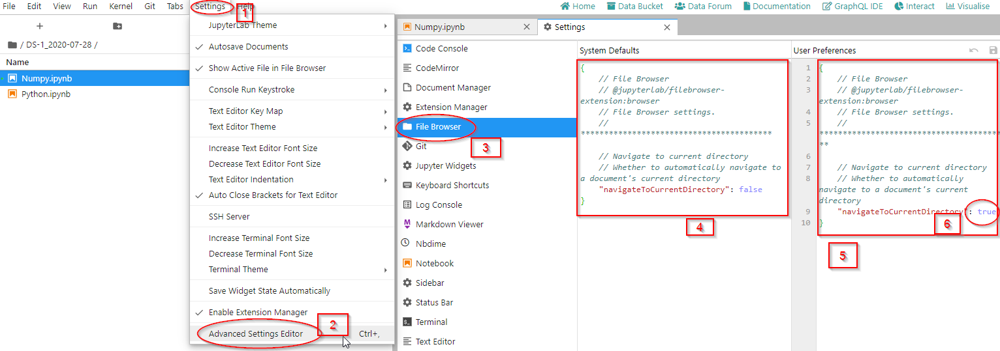 File Edit View Run Kernel Git Tabs Settings Help
1
Home Data Bucket Data Forum Documentation GraphQL IDE Interact Visualise
/ DS-1_2020-07-28 /
Name
Numpy.ipynb
Python.ipynb
JupyterLab Theme
Autosave Documents
Show Active File in File Browser
Console Run Keystroke
Text Editor Key Map
Text Editor Theme
Increase Text Editor Font Size
Decrease Text Editor Font Size
Text Editor Indentation
Auto Close Brackets for Text Editor
SSH Server
Increase Terminal Font Size
Decrease Terminal Font Size
Terminal Theme
Save Widget State Automatically
Enable Extension Manager
Advanced Settings Editor Ctrl+,
2
Numpy.ipynb
Settings
Code Console
CodeMirror
Document Manager
Extension Manager
File Browser
3
Git
Jupyter Widgets
Keyboard Shortcuts
Log Console
Markdown Viewer
Nbdime
Notebook
Sidebar
Status Bar
Terminal
Text Editor
System Defaults
{
// File Browser
// @jupyterlab/filebrowser-
extension:browser
// File Browser settings.
//
*****************************************
// Navigate to current directory
// Whether to automatically navigate to
a document's current directory
"navigateToCurrentDirectory": false
}
4
User Preferences
1 {
2 // File Browser
3 // @jupyterlab/filebrowser-
extension:browser
4 // File Browser settings.
5 //
***************************************
**
6
7 // Navigate to current directory
8 // Whether to automatically
navigate to a document's current
directory
9 "navigateToCurrentDirectory": true
10 }
6
5